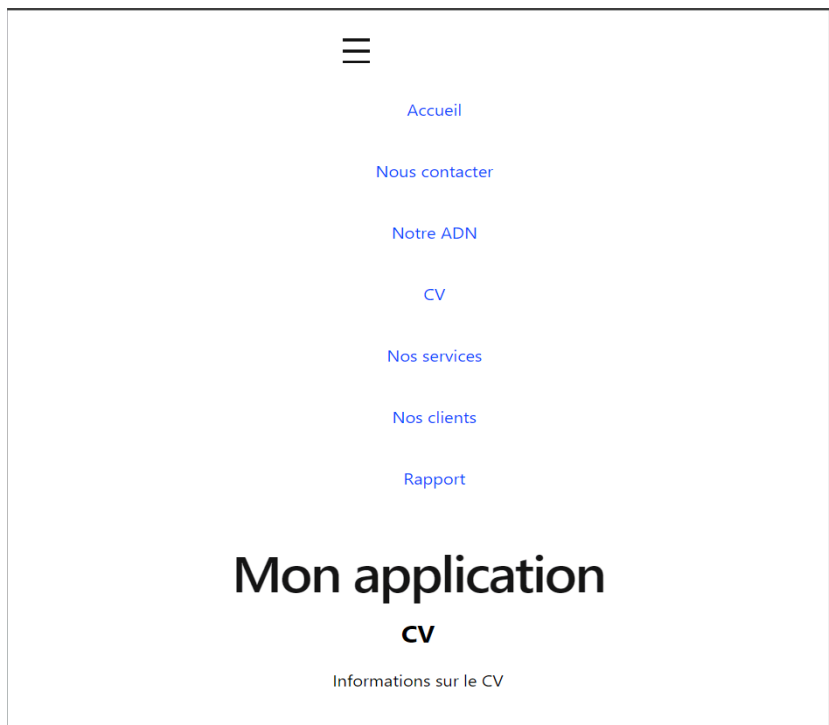 Accueil
Nous contacter
Notre ADN
CV
Nos services
Nos clients
Rapport
Mon application
CV
Informations sur le CV